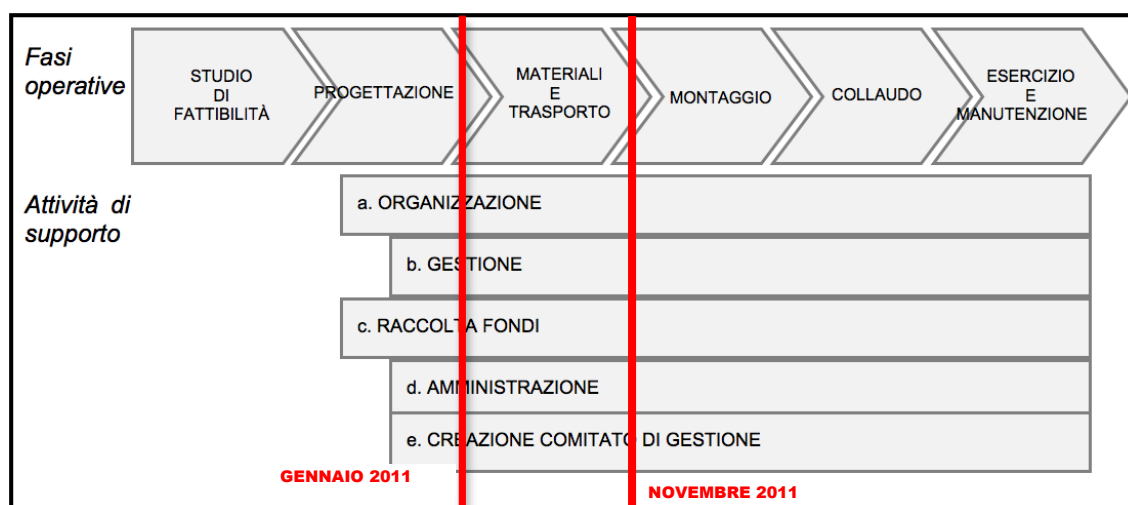 Fasi
operative
STUDIO
DI
FATTIBILITÀ
PROGETTAZIONE
MATERIALI
E
TRASPORTO
MONTAGGIO
COLLAUDO
ESERCIZIO
E
MANUTENZIONE
Attività di
supporto
a. ORGANIZZAZIONE
b. GESTIONE
c. RACCOLTA FONDI
d. AMMINISTRAZIONE
e. CREAZIONE COMITATO DI GESTIONE
GENNAIO 2011
NOVEMBRE 2011